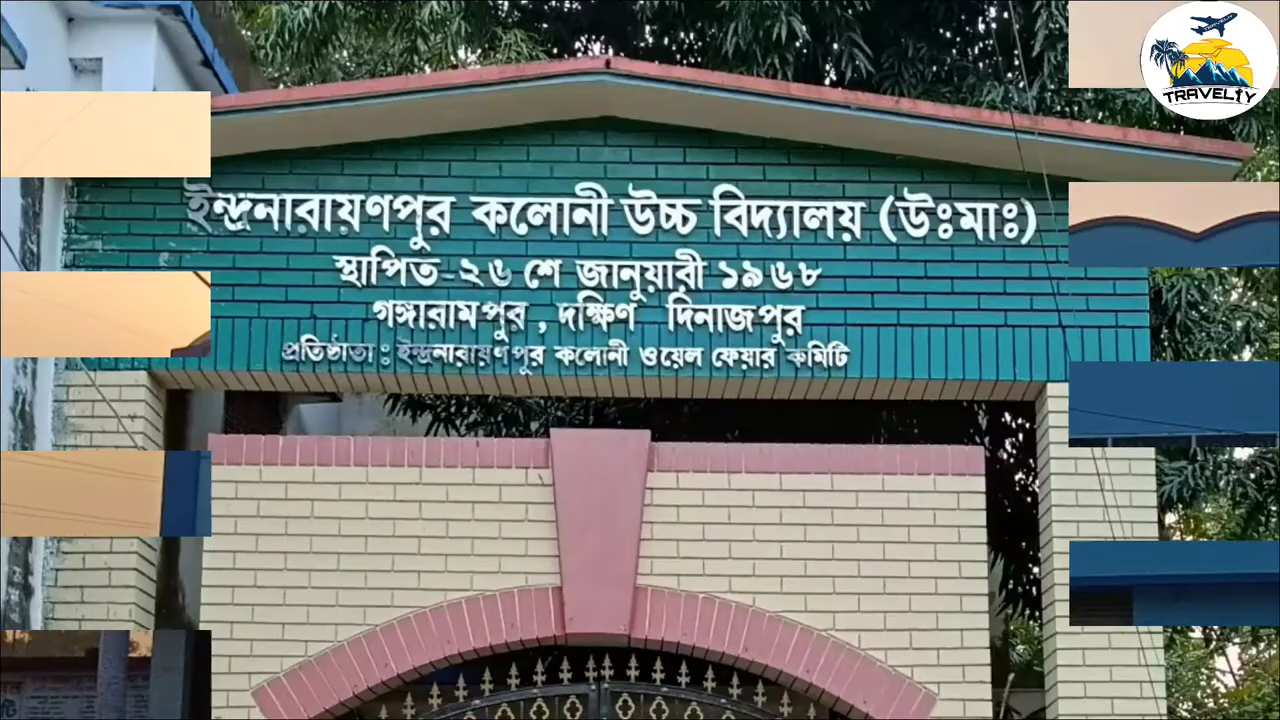 ইন্দ্রনারায়ণপুর কলোনী উচ্চ বিদ্যালয় (উঃমাঃ)
স্থাপিত-২৬ শে জানুয়ারী ১৯৬৮
গঙ্গারামপুর, দক্ষিণ দিনাজপুর
প্রতিষ্ঠাতা : ইন্দ্রনারায়ণপুর কলোনী ওয়েল ফেয়ার কমিটি
TRAVELiY